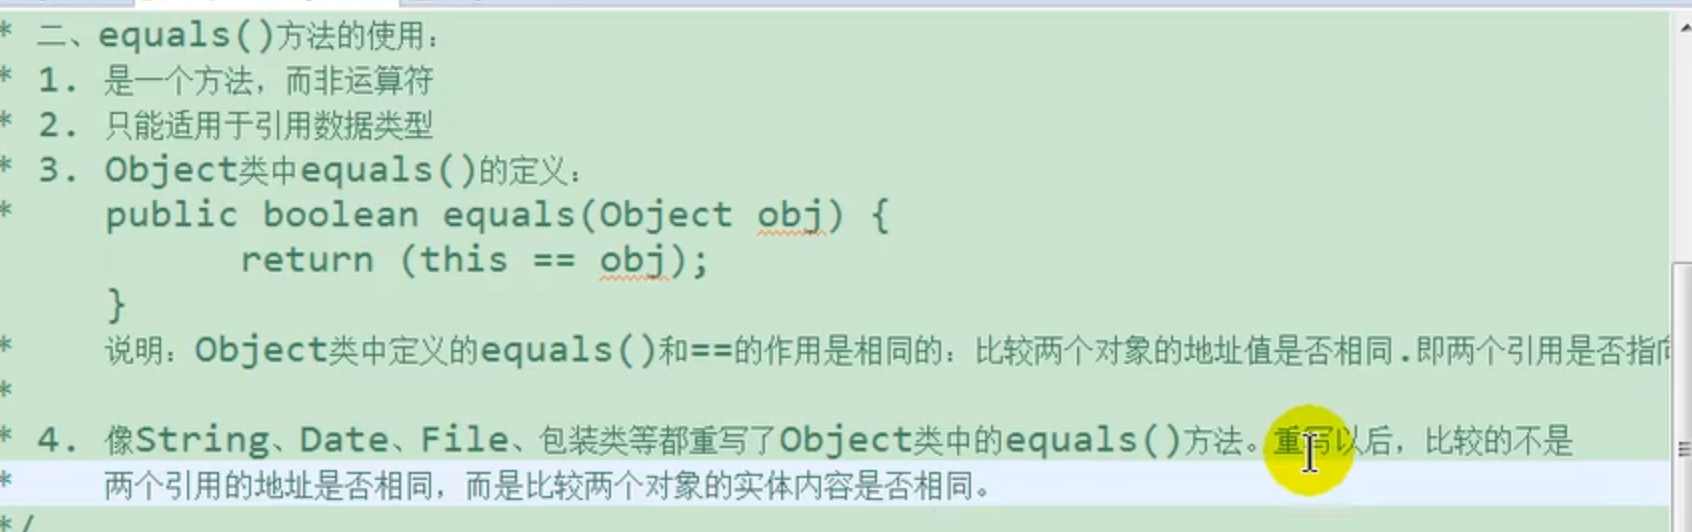 * 二、equals()方法的使用：
* 1. 是一个方法，而非运算符
* 2. 只能适用于引用数据类型
* 3. Object类中equals()的定义：
*    public boolean equals(Object obj) {
           return (this == obj);
     }
*    说明：Object类中定义的equals()和==的作用是相同的：比较两个对象的地址值是否相同.即两个引用是否指向
*
* 4. 像String、Date、File、包装类等都重写了Object类中的equals()方法。重写以后，比较的不是
*    两个引用的地址是否相同，而是比较两个对象的实体内容是否相同。
*/